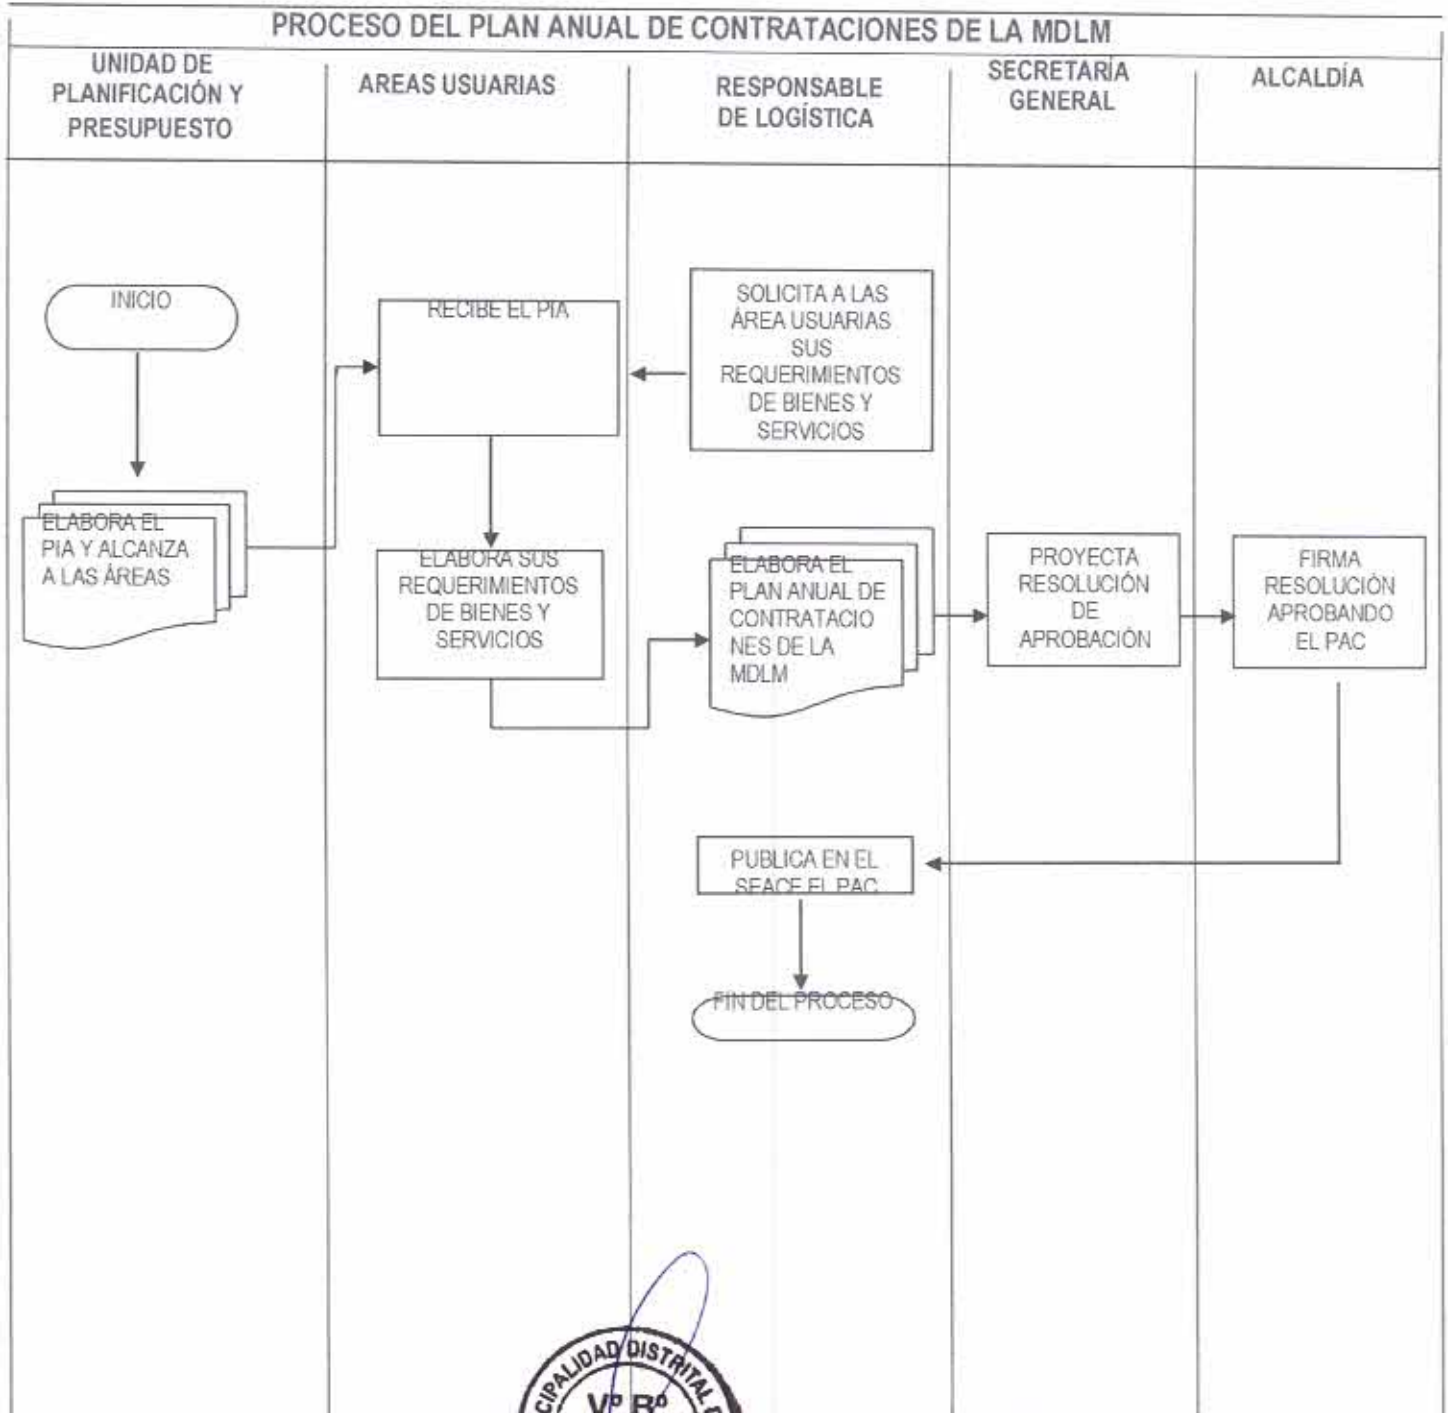 PROCESO DEL PLAN ANUAL DE CONTRATACIONES DE LA MDLM
UNIDAD DE
PLANIFICACIÓN Y
PRESUPUESTO
AREAS USUARIAS
RESPONSABLE
DE LOGÍSTICA
SECRETARÍA
GENERAL
ALCALDÍA
INICIO
RECIBE EL PIA
SOLICITA A LAS
ÁREA USUARIAS
SUS
REQUERIMIENTOS
DE BIENES Y
SERVICIOS
ELABORA EL
PIA Y ALCANZA
A LAS ÁREAS
ELABORA SUS
REQUERIMIENTOS
DE BIENES Y
SERVICIOS
ELABORA EL
PLAN ANUAL DE
CONTRATACIO
NES DE LA
MDLM
PROYECTA
RESOLUCIÓN
DE
APROBACIÓN
FIRMA
RESOLUCIÓN
APROBANDO
EL PAC
PUBLICA EN EL
SEACE EL PAC
FIN DEL PROCESO
CIPALIDAD DISTRITAL
Vº Bº